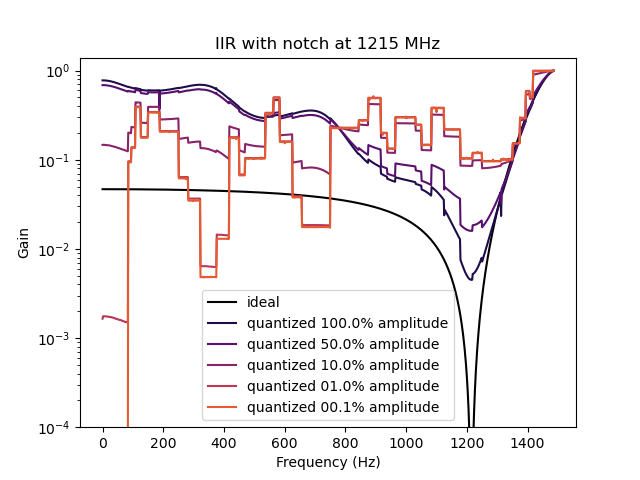 IIR with notch at 1215 MHz
Gain
10⁰
10⁻¹
10⁻²
10⁻³
10⁻⁴
ideal
quantized 100.0% amplitude
quantized 50.0% amplitude
quantized 10.0% amplitude
quantized 01.0% amplitude
quantized 00.1% amplitude
0 200 400 600 800 1000 1200 1400
Frequency (Hz)